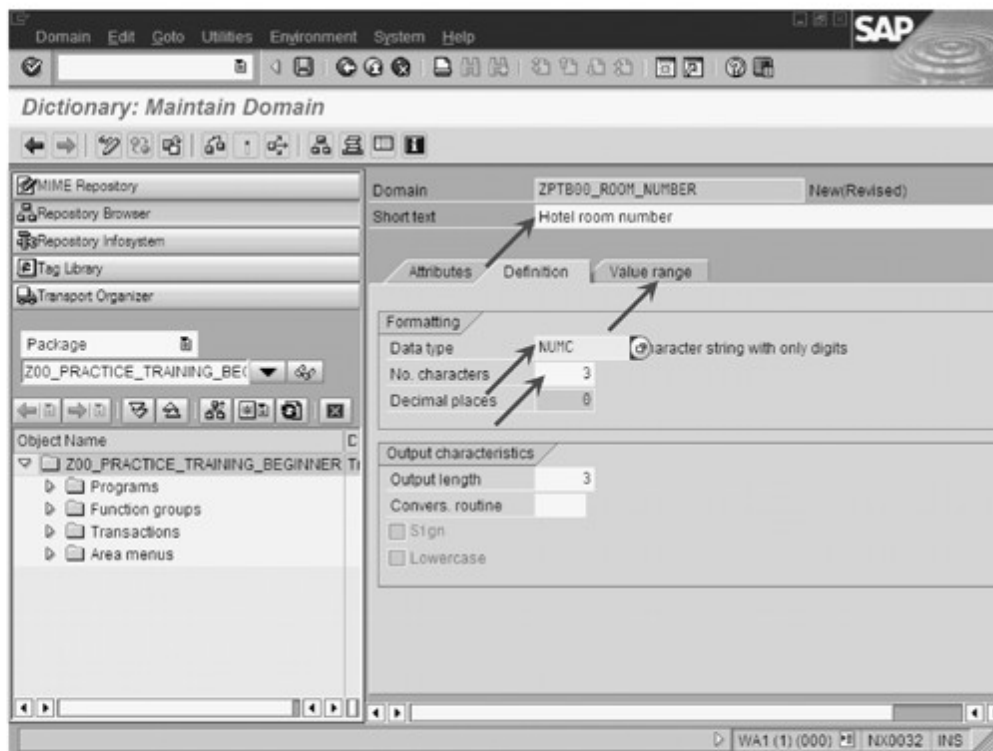 Domain Edit Goto Utilities Environment System Help
SAP
Dictionary: Maintain Domain
MIME Repository
Repository Browser
Repository Infosystem
Tag Library
Transport Organizer
Package
Z00_PRACTICE_TRAINING_BE(
Object Name
Z00_PRACTICE_TRAINING_BEGINNER
Programs
Function groups
Transactions
Area menus
Domain ZPTB00_ROOM_NUMBER New(Revised)
Short text Hotel room number
Attributes Definition Value range
Formatting
Data type NUMC haracter string with only digits
No. characters 3
Decimal places 0
Output characteristics
Output length 3
Convers. routine
Sign
Lowercase
WA1 (1) (000) NX0032 INS